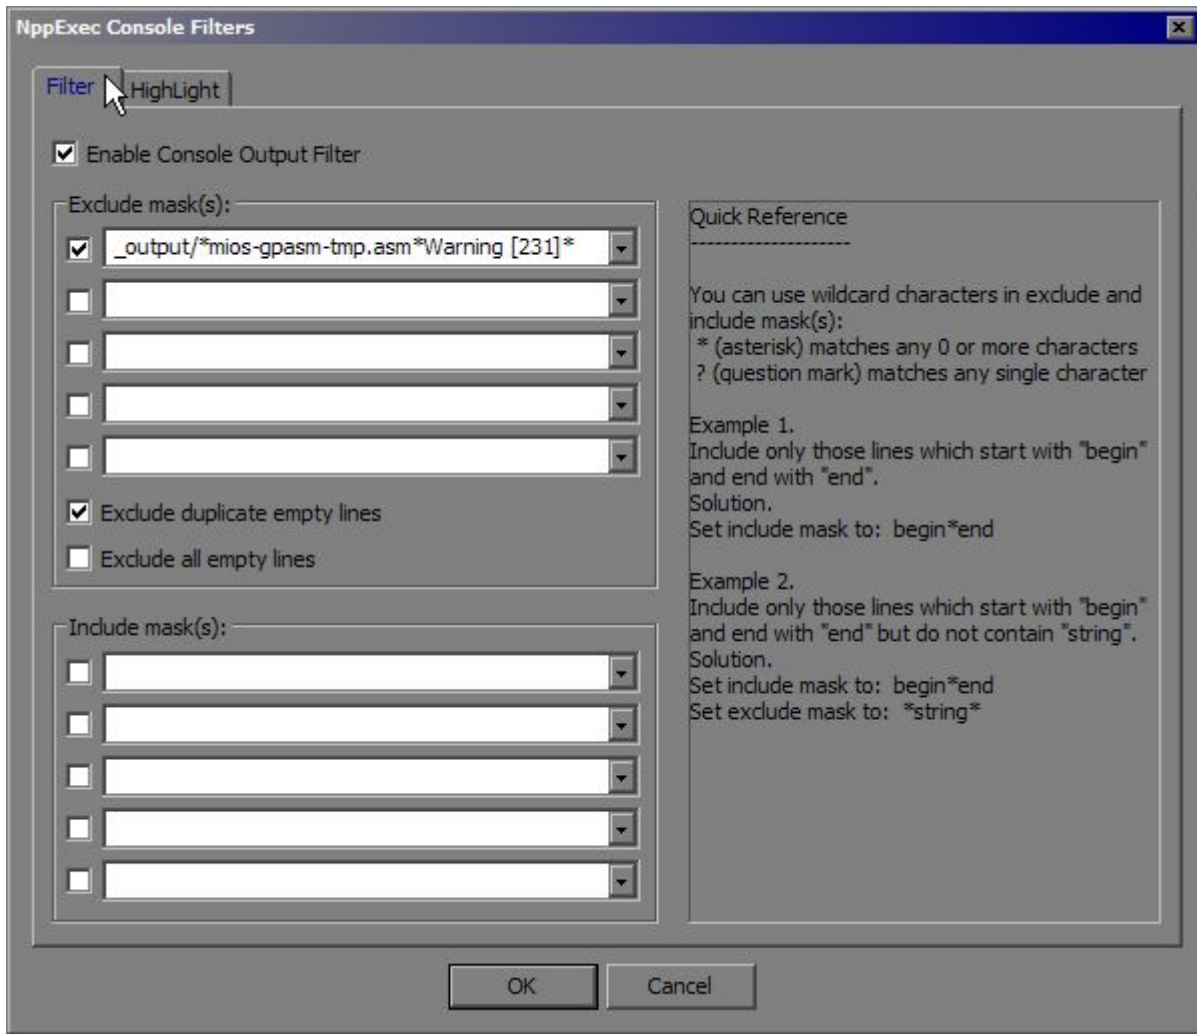 NppExec Console Filters
Filter
HighLight
Enable Console Output Filter
Exclude mask(s):
_output/*mios-gpasm-tmp.asm*Warning [231]*
Exclude duplicate empty lines
Exclude all empty lines
Include mask(s):
Quick Reference
--------------------
You can use wildcard characters in exclude and
include mask(s):
* (asterisk) matches any 0 or more characters
? (question mark) matches any single character
Example 1.
Include only those lines which start with "begin"
and end with "end".
Solution.
Set include mask to:  begin*end
Example 2.
Include only those lines which start with "begin"
and end with "end" but do not contain "string".
Solution.
Set include mask to:  begin*end
Set exclude mask to:  *string*
OK
Cancel